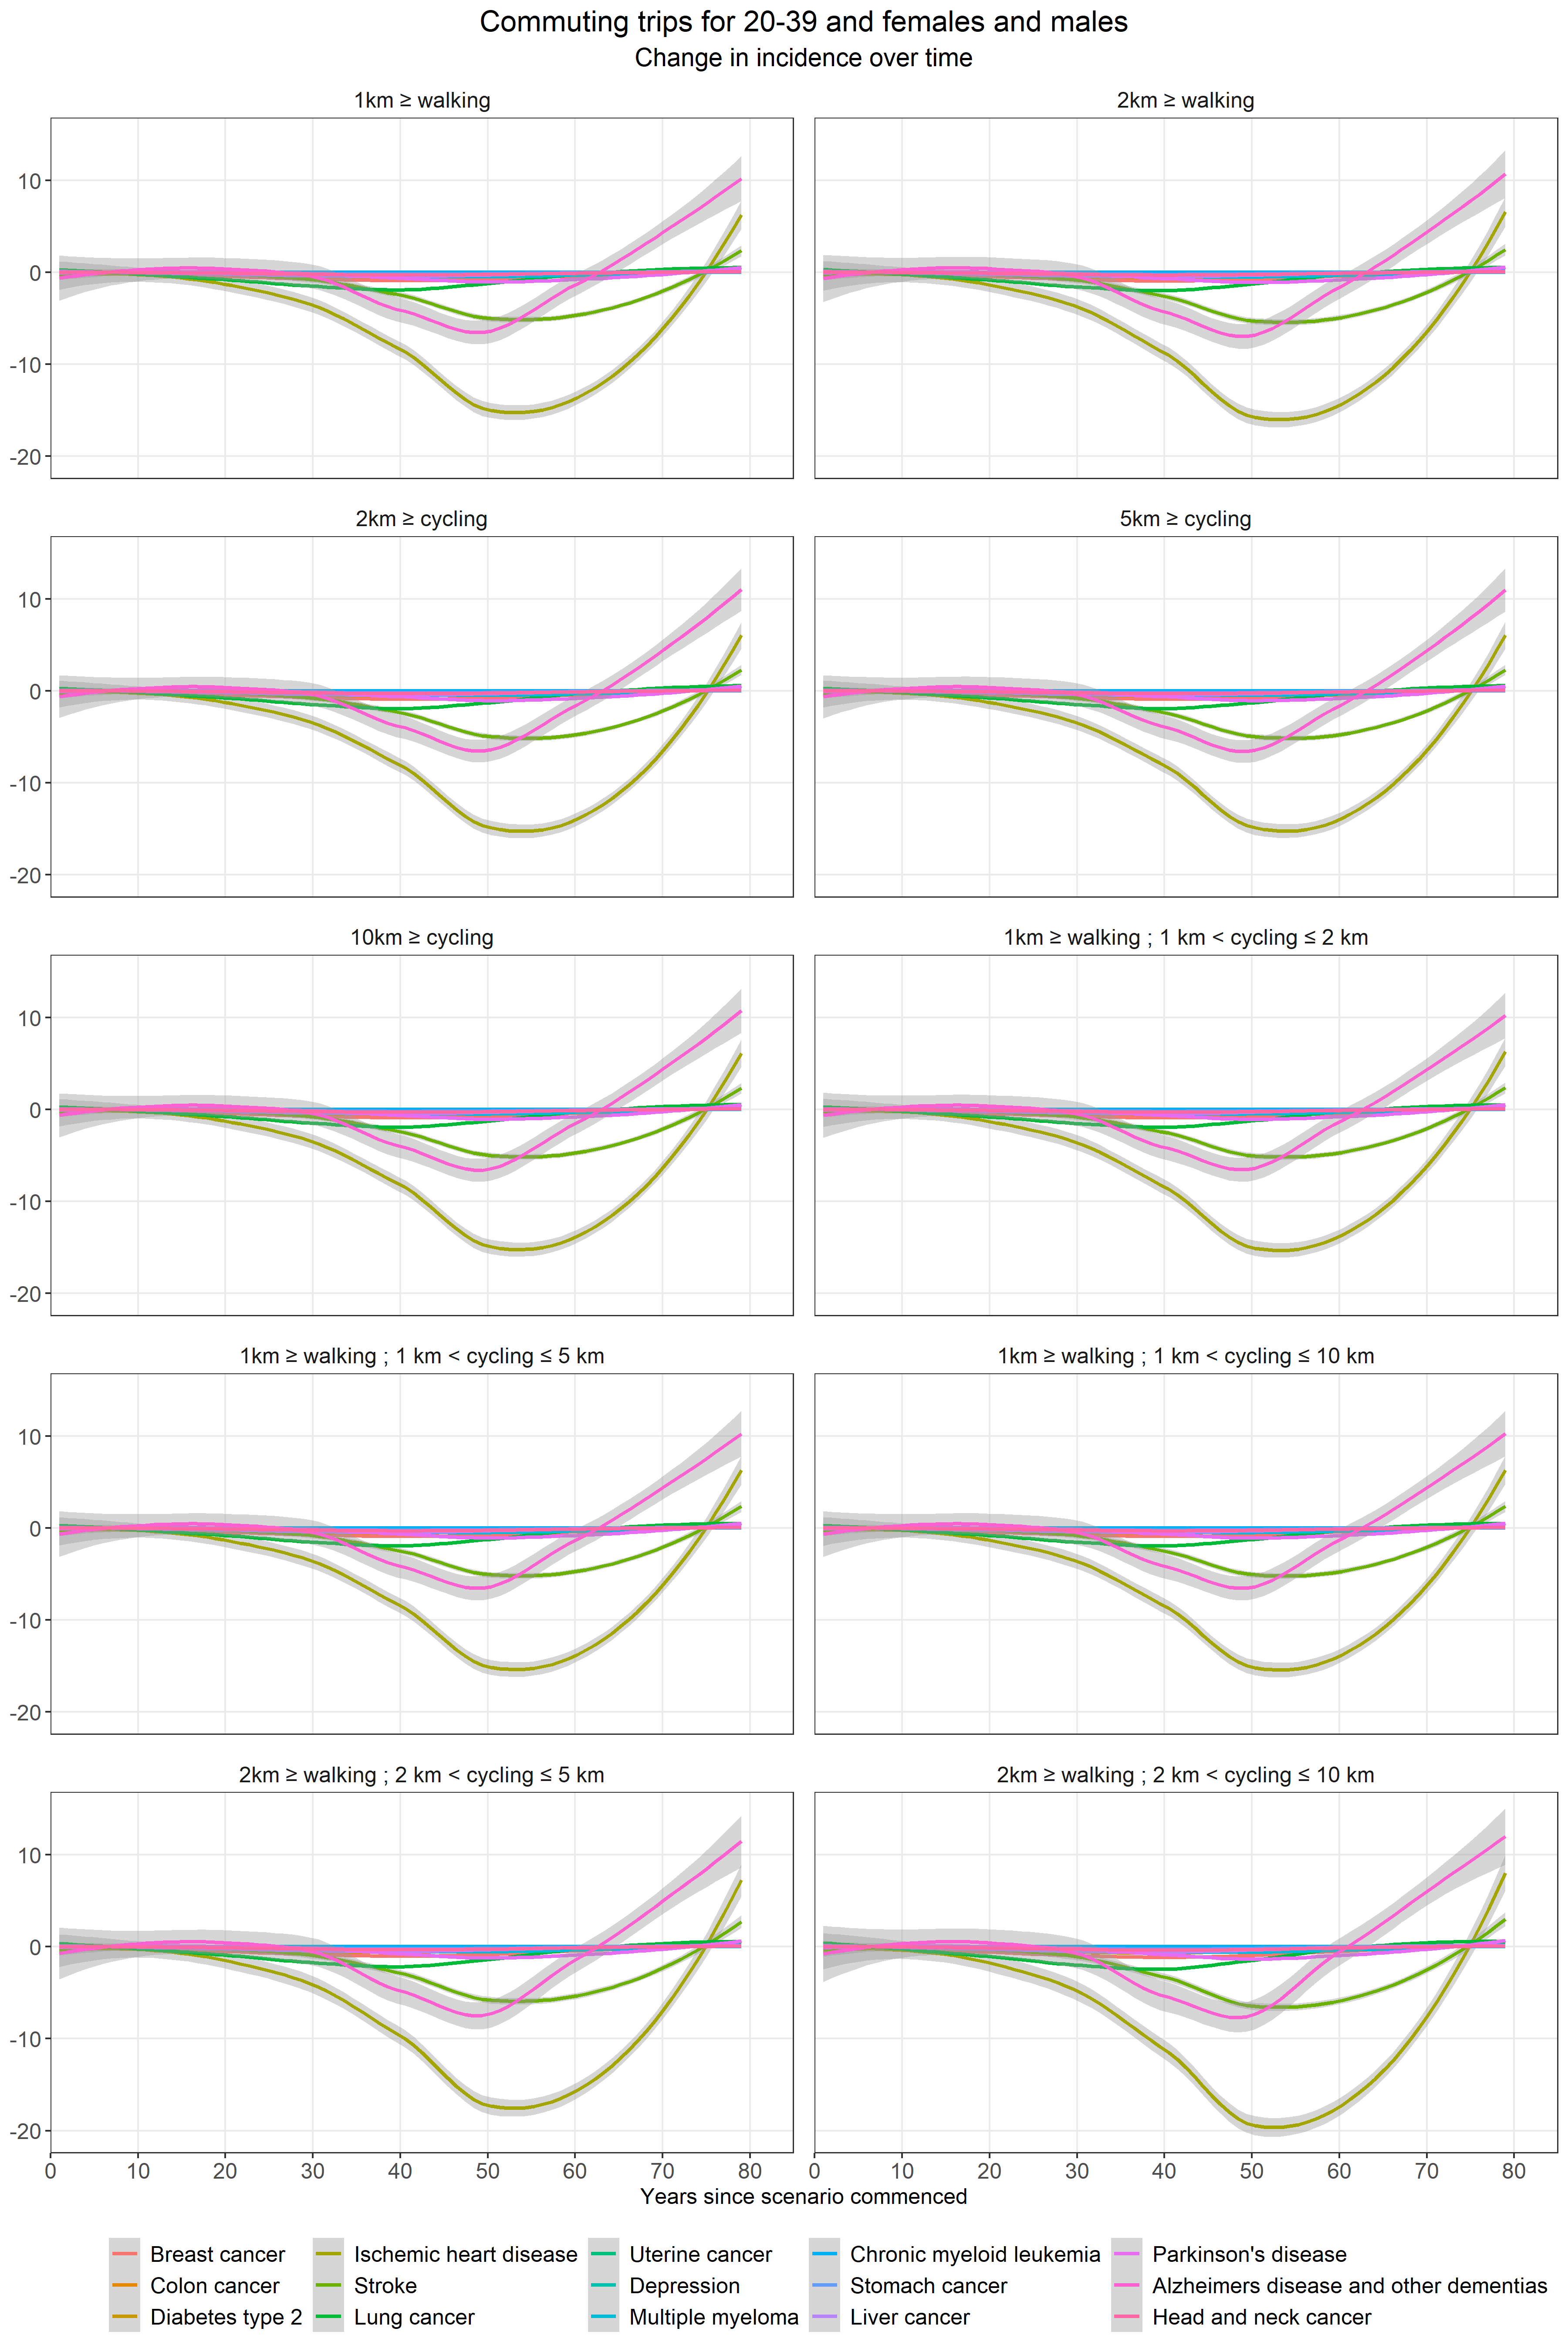 Commuting trips for 20-39 and females and males
Change in incidence over time
1km ≥ walking
2km ≥ walking
10
0
-10
-20
2km ≥ cycling
5km ≥ cycling
10
0
-10
-20
10km ≥ cycling
1km ≥ walking ; 1 km < cycling ≤ 2 km
10
0
-10
-20
1km ≥ walking ; 1 km < cycling ≤ 5 km
1km ≥ walking ; 1 km < cycling ≤ 10 km
10
0
-10
-20
2km ≥ walking ; 2 km < cycling ≤ 5 km
2km ≥ walking ; 2 km < cycling ≤ 10 km
10
0
-10
-20
0 10 20 30 40 50 60 70 80
0 10 20 30 40 50 60 70 80
Years since scenario commenced
Breast cancer Ischemic heart disease Uterine cancer Chronic myeloid leukemia Parkinson's disease
Colon cancer Stroke Depression Stomach cancer Alzheimers disease and other dementias
Diabetes type 2 Lung cancer Multiple myeloma Liver cancer Head and neck cancer